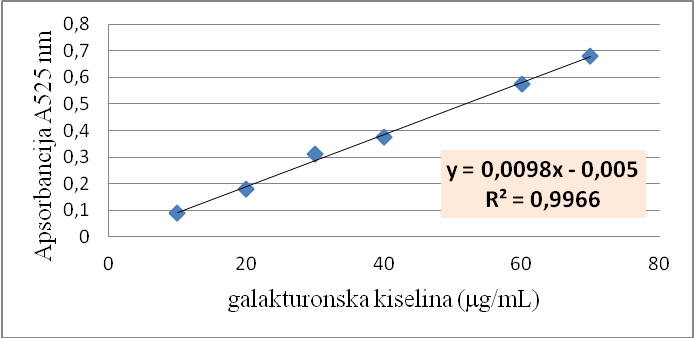 0,8
0,7
0,6
0,5
0,4
0,3
0,2
0,1
0
Apsorbancija A525 nm
y = 0,0098x - 0,005
R² = 0,9966
0 20 40 60 80
galakturonska kiselina (µg/mL)